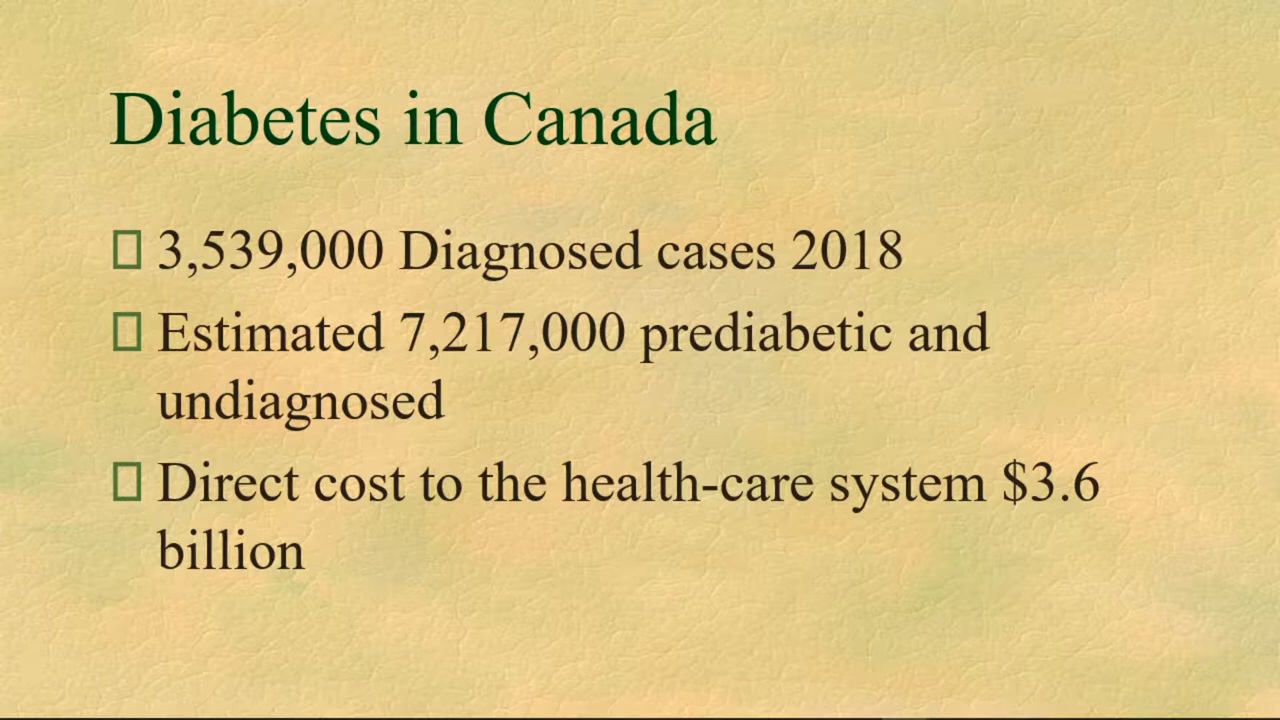 Diabetes in Canada
3,539,000 Diagnosed cases 2018
Estimated 7,217,000 prediabetic and
undiagnosed
Direct cost to the health-care system $3.6
billion